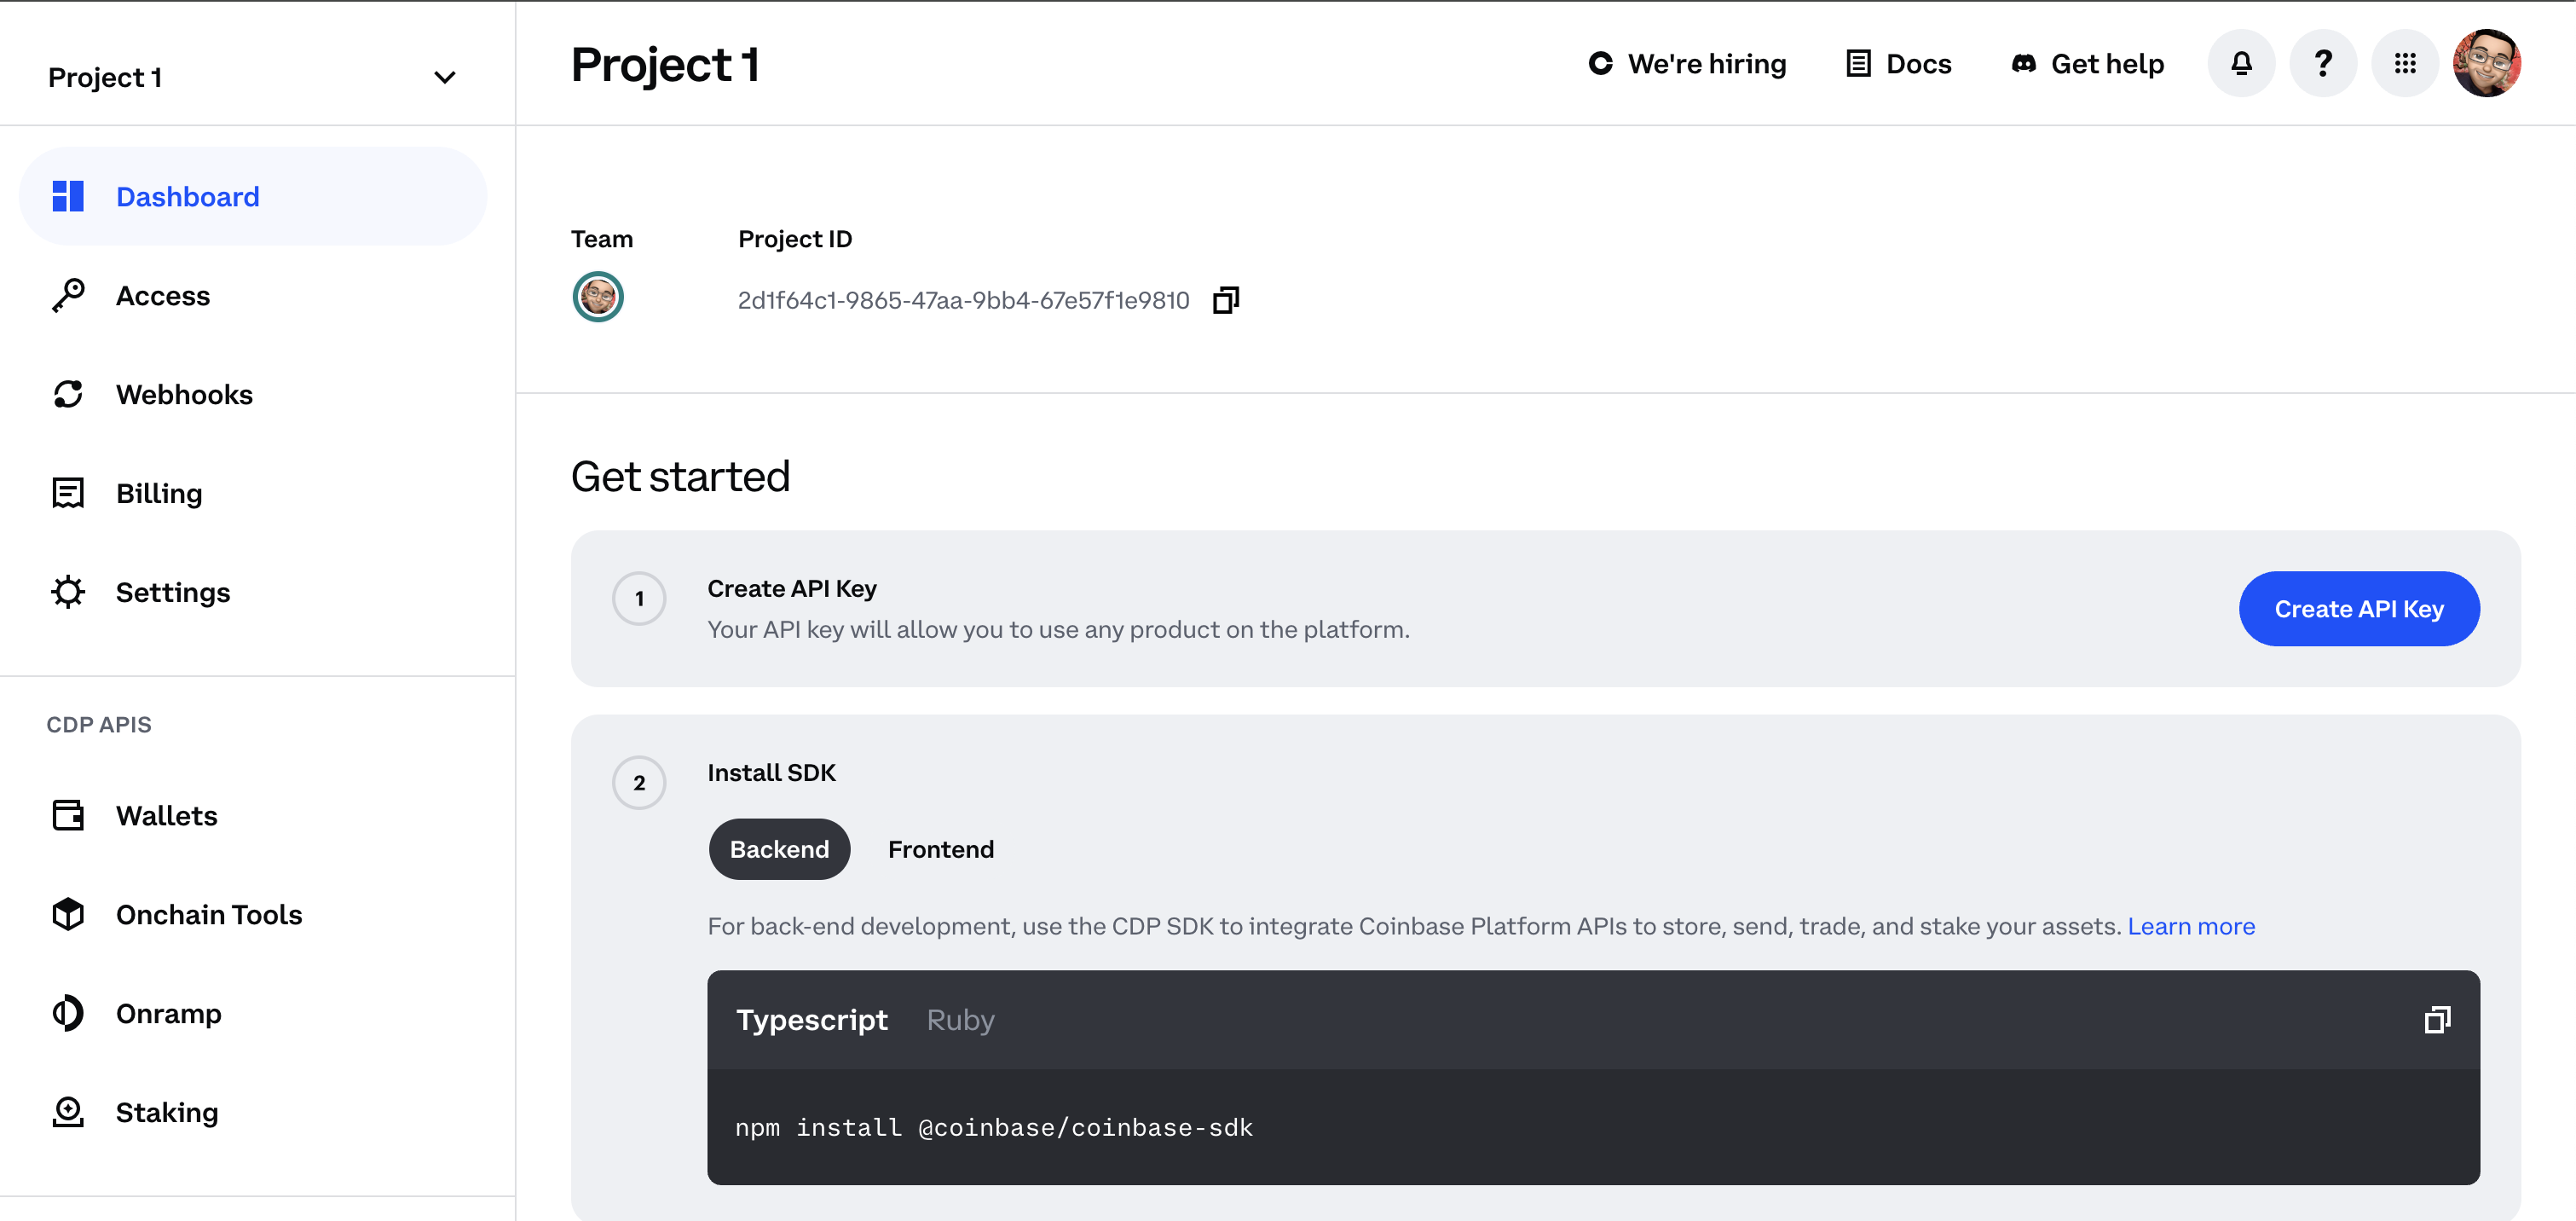 Project 1
Dashboard
Access
Webhooks
Billing
Settings
CDP APIS
Wallets
Onchain Tools
Onramp
Staking
Project 1
We're hiring
Docs
Get help
?
Team
Project ID
2d1f64c1-9865-47aa-9bb4-67e57f1e9810
Get started
1
Create API Key
Your API key will allow you to use any product on the platform.
Create API Key
2
Install SDK
Backend
Frontend
For back-end development, use the CDP SDK to integrate Coinbase Platform APIs to store, send, trade, and stake your assets. Learn more
Typescript
Ruby
npm install @coinbase/coinbase-sdk